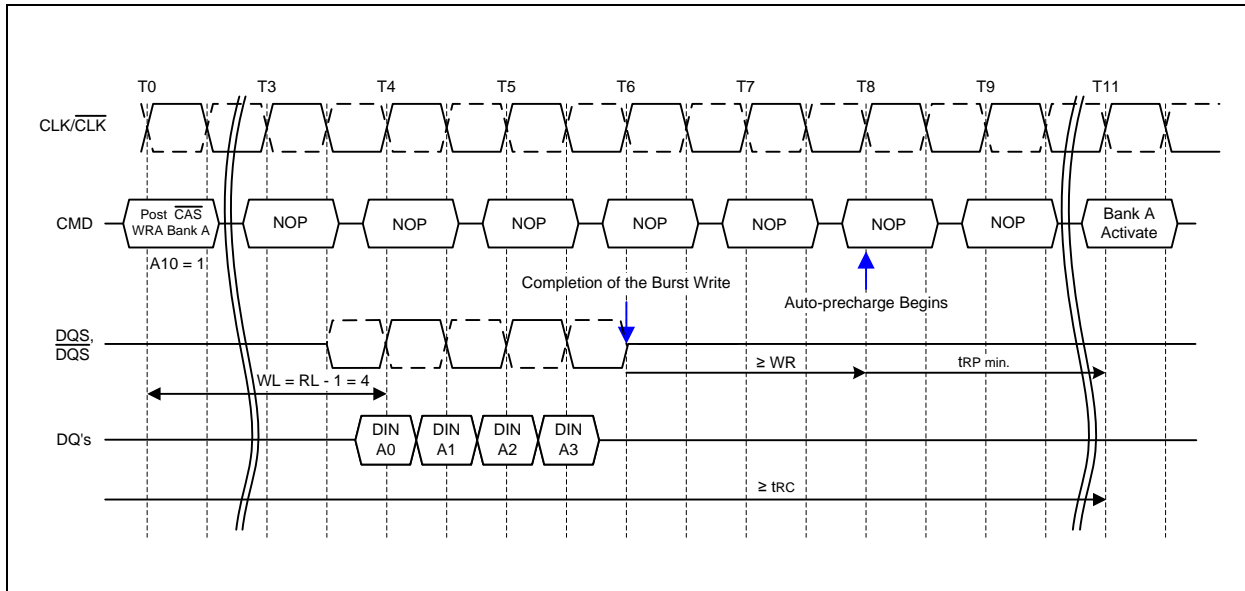 T0 T3 T4 T5 T6 T7 T8 T9 T11
CLK/CLK
CMD
Post CAS
WRA Bank A
NOP NOP NOP NOP NOP NOP NOP
Bank A
Activate
A10 = 1
Completion of the Burst Write
Auto-precharge Begins
DQS,
DQS
≥ WR
tRP min.
WL = RL - 1 = 4
DQ's
DIN
A0
DIN
A1
DIN
A2
DIN
A3
≥ tRC